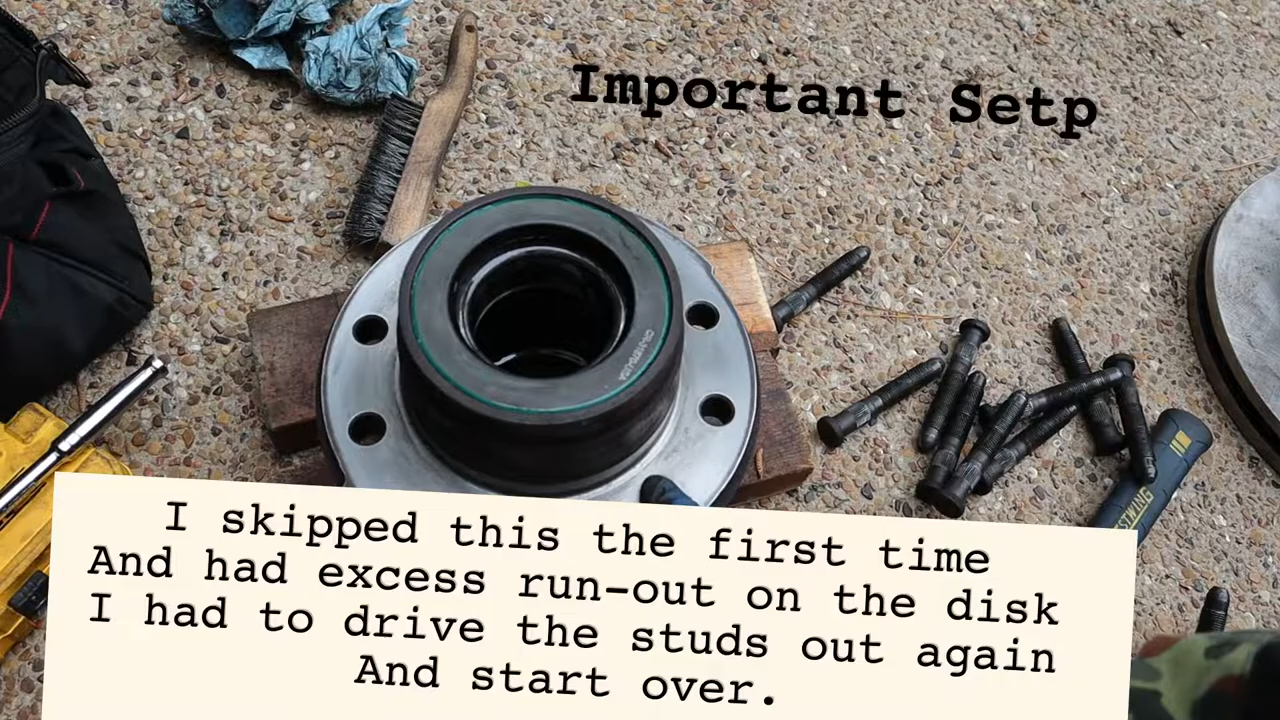 Important Setp
I skipped this the first time
And had excess run-out on the disk
I had to drive the studs out again
And start over.